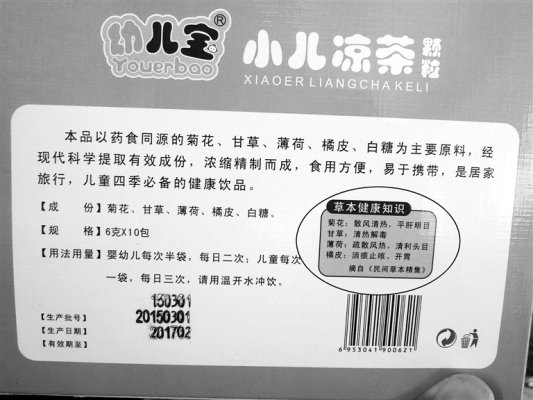 幼儿宝®
Youerbao
小儿凉茶颗粒
XIAOERLIANGCHAKELI
本品以药食同源的菊花、甘草、薄荷、橘皮、白糖为主要原料，经
现代科学提取有效成份，浓缩精制而成，食用方便，易于携带，是居家
旅行，儿童四季必备的健康饮品。
【成 份】菊花、甘草、薄荷、橘皮、白糖。
【规 格】6克X10包
【用法用量】婴幼儿每次半袋，每日二次；儿童每次
一袋，每日三次，请用温开水冲饮。
草本健康知识
菊花：散风清热，平肝明目
甘草：清热解毒
薄荷：疏散风热，清利头目
橘皮：消痰止咳、开胃
摘自《民间草本精集》
150301
【生产批号】20150301
【生产日期】201702
【有效期至】
6953041900621